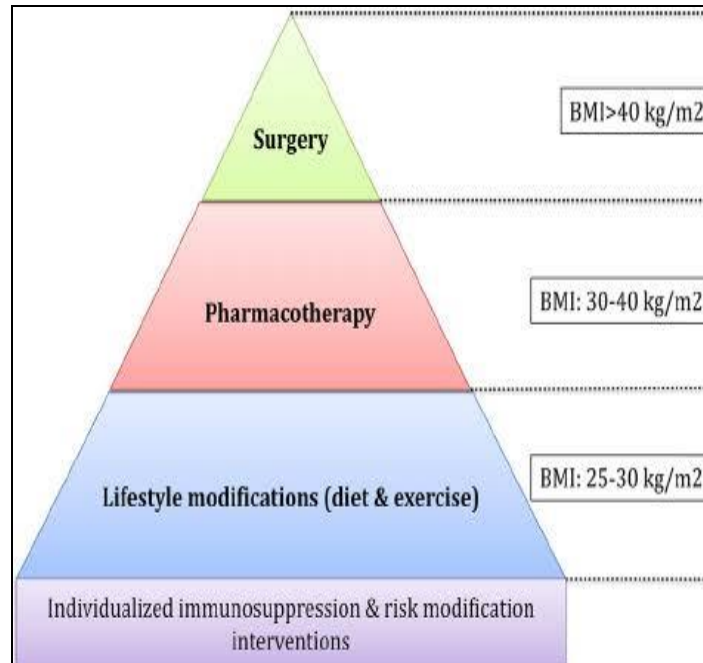 BMI>40 kg/m2
Surgery
BMI: 30-40 kg/m2
Pharmacotherapy
BMI: 25-30 kg/m2
Lifestyle modifications (diet & exercise)
Individualized immunosuppression & risk modification
interventions